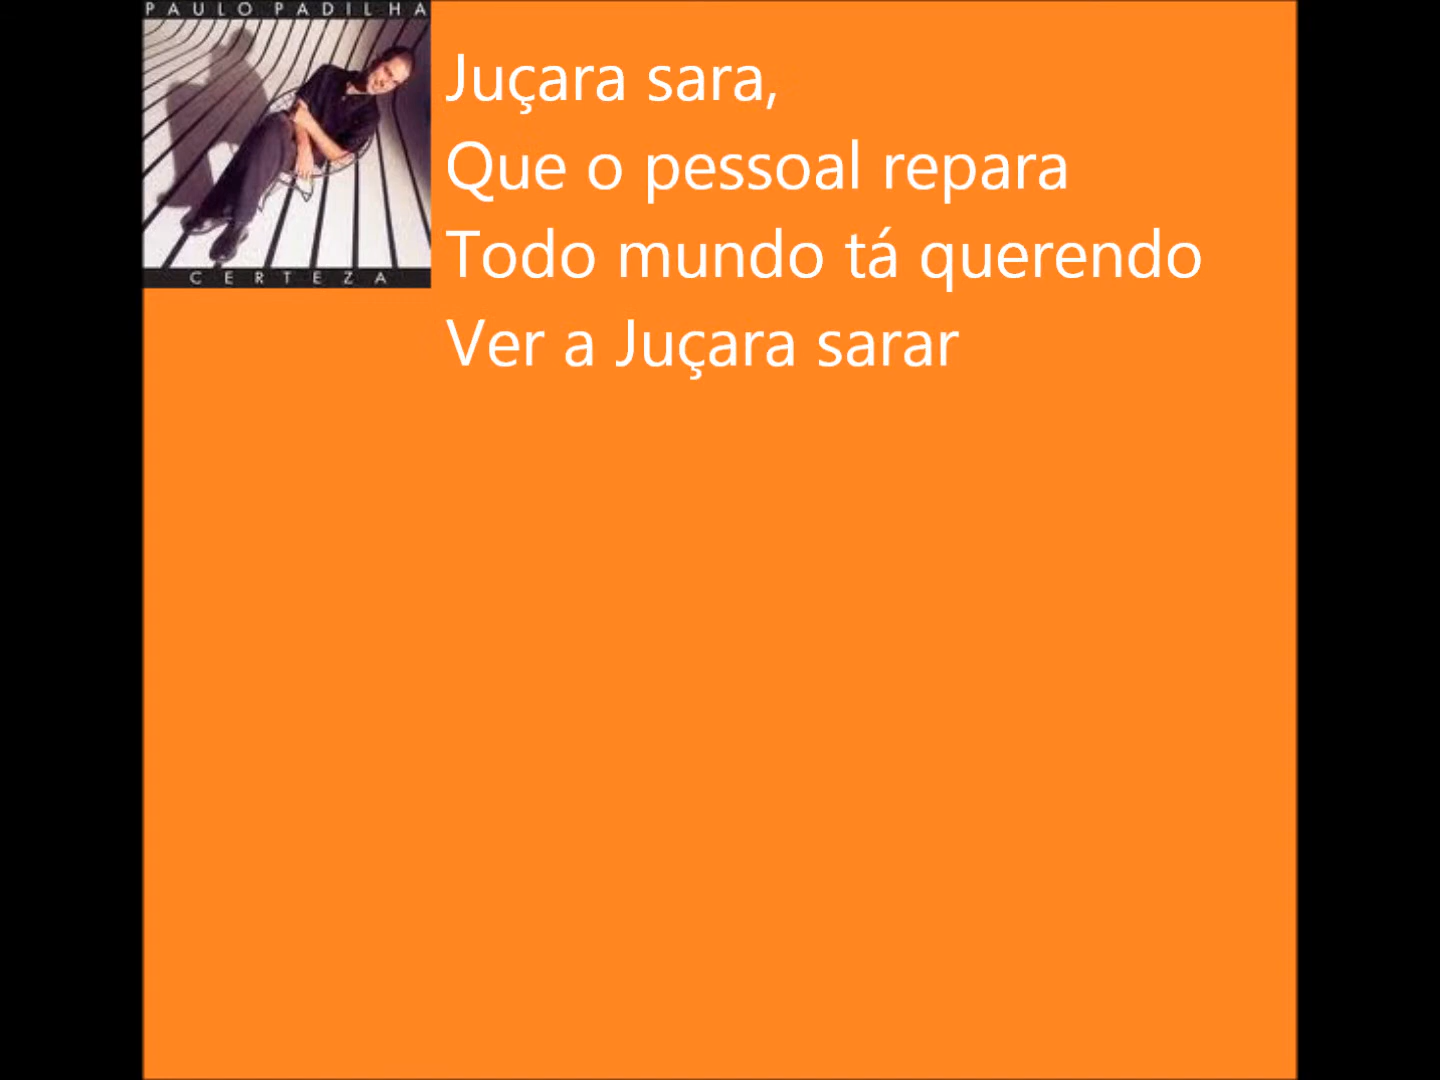 PAULO PADILHA
CERTEZA
Juçara sara,
Que o pessoal repara
Todo mundo tá querendo
Ver a Juçara sarar